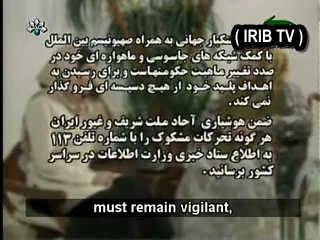 ( IRIB TV )
استکبار جهانی به همراه صهیونیسم بین الملل
با کمک شبکه های جاسوسی و ماهواره ای خود در
صدد تغییر ماهیت حکومتهاست و برای رسیدن به
اهداف پلید خود از هیچ دسیسه ای فرو گذار
نمی کند.
ضمن هوشیاری آحاد ملت شریف و غیور ایران
هر گونه تحرکات مشکوک را با شماره تلفن ۱۱۳
به اطلاع ستاد خبری وزارت اطلاعات در سراسر
کشور برسانید.
must remain vigilant,